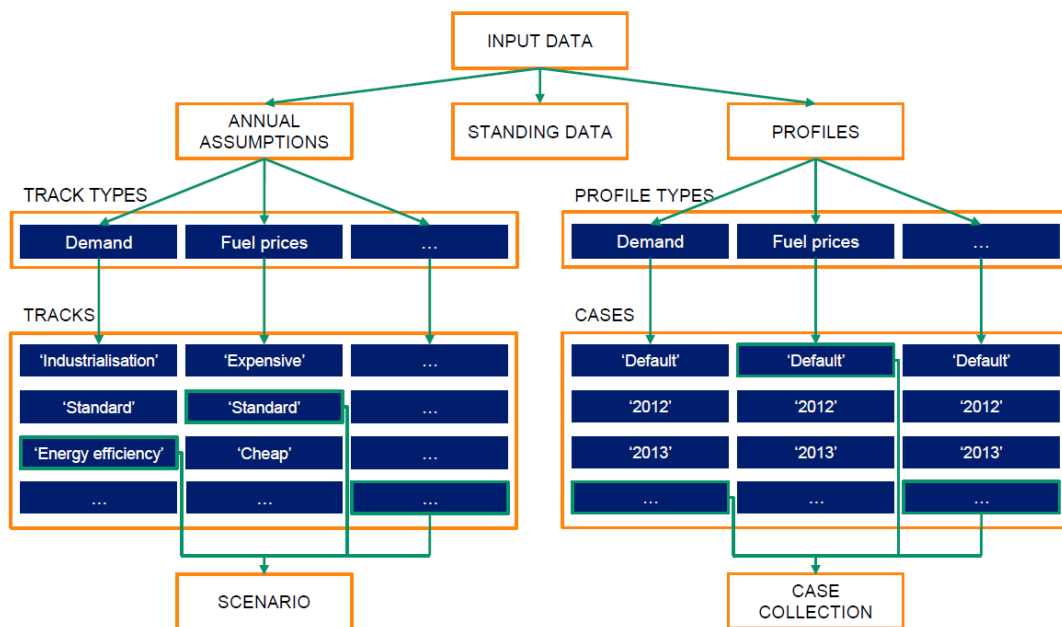 INPUT DATA
ANNUAL
ASSUMPTIONS
STANDING DATA
PROFILES
TRACK TYPES
Demand
Fuel prices
…
PROFILE TYPES
Demand
Fuel prices
…
TRACKS
‘Industrialisation’
‘Expensive’
…
‘Standard’
‘Standard’
…
‘Energy efficiency’
‘Cheap’
…
…
…
…
CASES
‘Default’
‘Default’
‘Default’
‘2012’
‘2012’
‘2012’
‘2013’
‘2013’
‘2013’
…
…
…
SCENARIO
CASE
COLLECTION